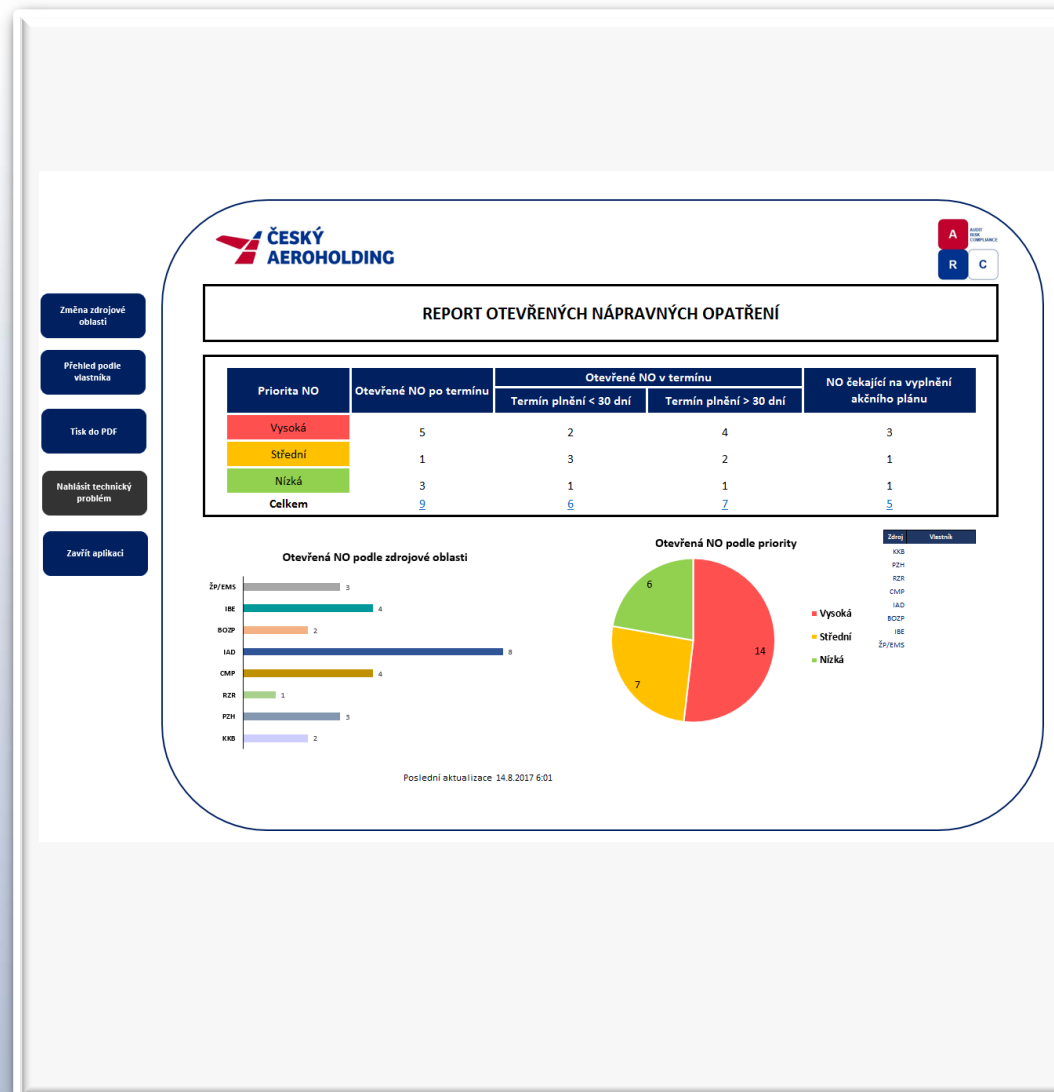 ČESKÝ
AEROHOLDING
A
AUDIT
RISK
COMPLIANCE
R C
Změna zdrojové
oblasti
Přehled podle
vlastníka
Tisk do PDF
Nahlásit technický
problém
Zavřít aplikaci
REPORT OTEVŘENÝCH NÁPRAVNÝCH OPATŘENÍ
Priorita NO
Otevřené NO po termínu
Otevřené NO v termínu
Termín plnění < 30 dní
Termín plnění > 30 dní
NO čekající na vyplnění
akčního plánu
Vysoká 5 2 4 3
Střední 1 3 2 1
Nízká 3 1 1 1
Celkem 9 6 7 5
Otevřená NO podle zdrojové oblasti
ŽP/EMS 3
IBE 4
BOZP 2
IAD 8
CMP 4
RZR 1
PZH 3
KKB 2
Otevřená NO podle priority
6
14
7
Vysoká
Střední
Nízká
Zdroj Vlastník
KKB
PZH
RZR
CMP
IAD
BOZP
IBE
ŽP/EMS
Poslední aktualizace 14.8.2017 6:01